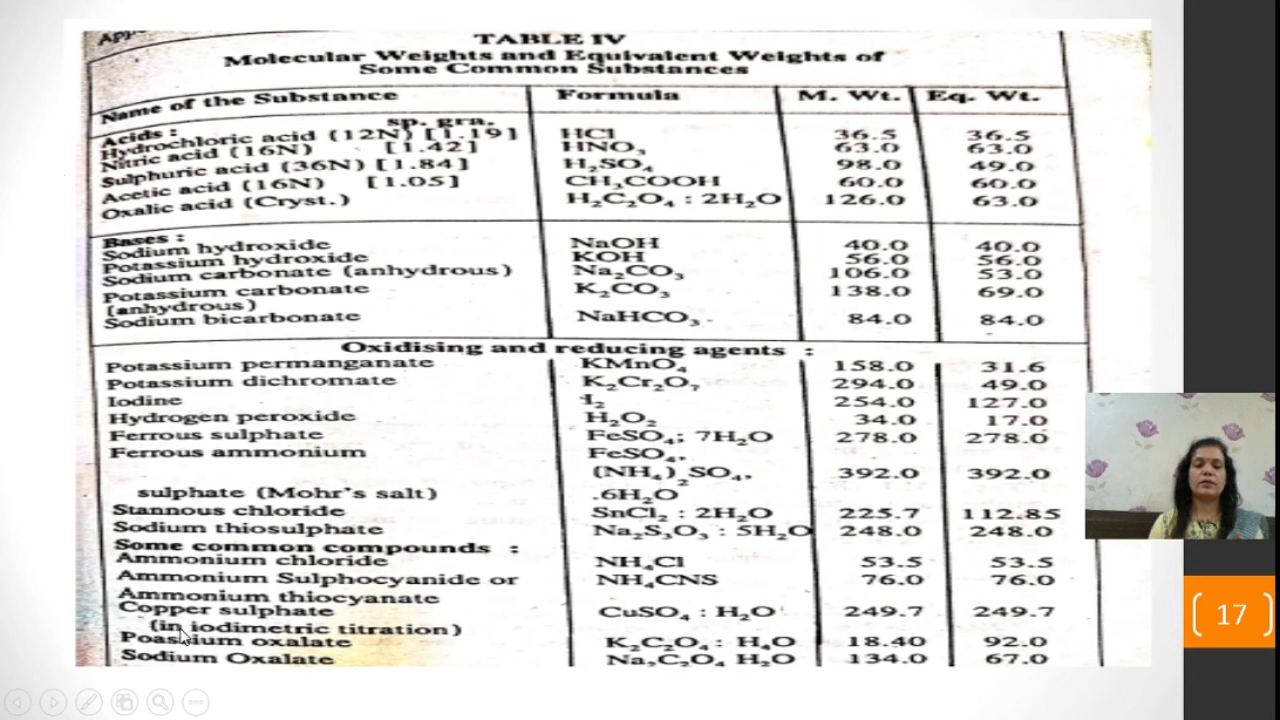 TABLE IV
Molecular Weights and Equivalent Weights of
Some Common Substances
Name of the Substance Formula M. Wt. Eq. Wt.
Acids : sp. gra.
Hydrochloric acid (12N) [1.19] HCl 36.5 36.5
Nitric acid (16N) [1.42] HNO₃ 63.0 63.0
Sulphuric acid (36N) [1.84] H₂SO₄ 98.0 49.0
Acetic acid (16N) [1.05] CH₃COOH 60.0 60.0
Oxalic acid (Cryst.) H₂C₂O₄ : 2H₂O 126.0 63.0
Bases :
Sodium hydroxide NaOH 40.0 40.0
Potassium hydroxide KOH 56.0 56.0
Sodium carbonate (anhydrous) Na₂CO₃ 106.0 53.0
Potassium carbonate K₂CO₃ 138.0 69.0
(anhydrous)
Sodium bicarbonate NaHCO₃ 84.0 84.0
Oxidising and reducing agents :
Potassium permanganate KMnO₄ 158.0 31.6
Potassium dichromate K₂Cr₂O₇ 294.0 49.0
Iodine I₂ 254.0 127.0
Hydrogen peroxide H₂O₂ 34.0 17.0
Ferrous sulphate FeSO₄; 7H₂O 278.0 278.0
Ferrous ammonium FeSO₄,
(NH₄)₂SO₄, 392.0 392.0
sulphate (Mohr's salt) .6H₂O
Stannous chloride SnCl₂ : 2H₂O 225.7 112.85
Sodium thiosulphate Na₂S₃O₃ : 5H₂O 248.0 248.0
Some common compounds :
Ammonium chloride NH₄Cl 53.5 53.5
Ammonium Sulphocyanide or NH₄CNS 76.0 76.0
Ammonium thiocyanate
Copper sulphate CuSO₄ : H₂O 249.7 249.7
(in iodimetric titration)
Poassium oxalate K₂C₂O₄ : H₄O 18.40 92.0
Sodium Oxalate Na₂C₂O₄ H₂O 134.0 67.0
17